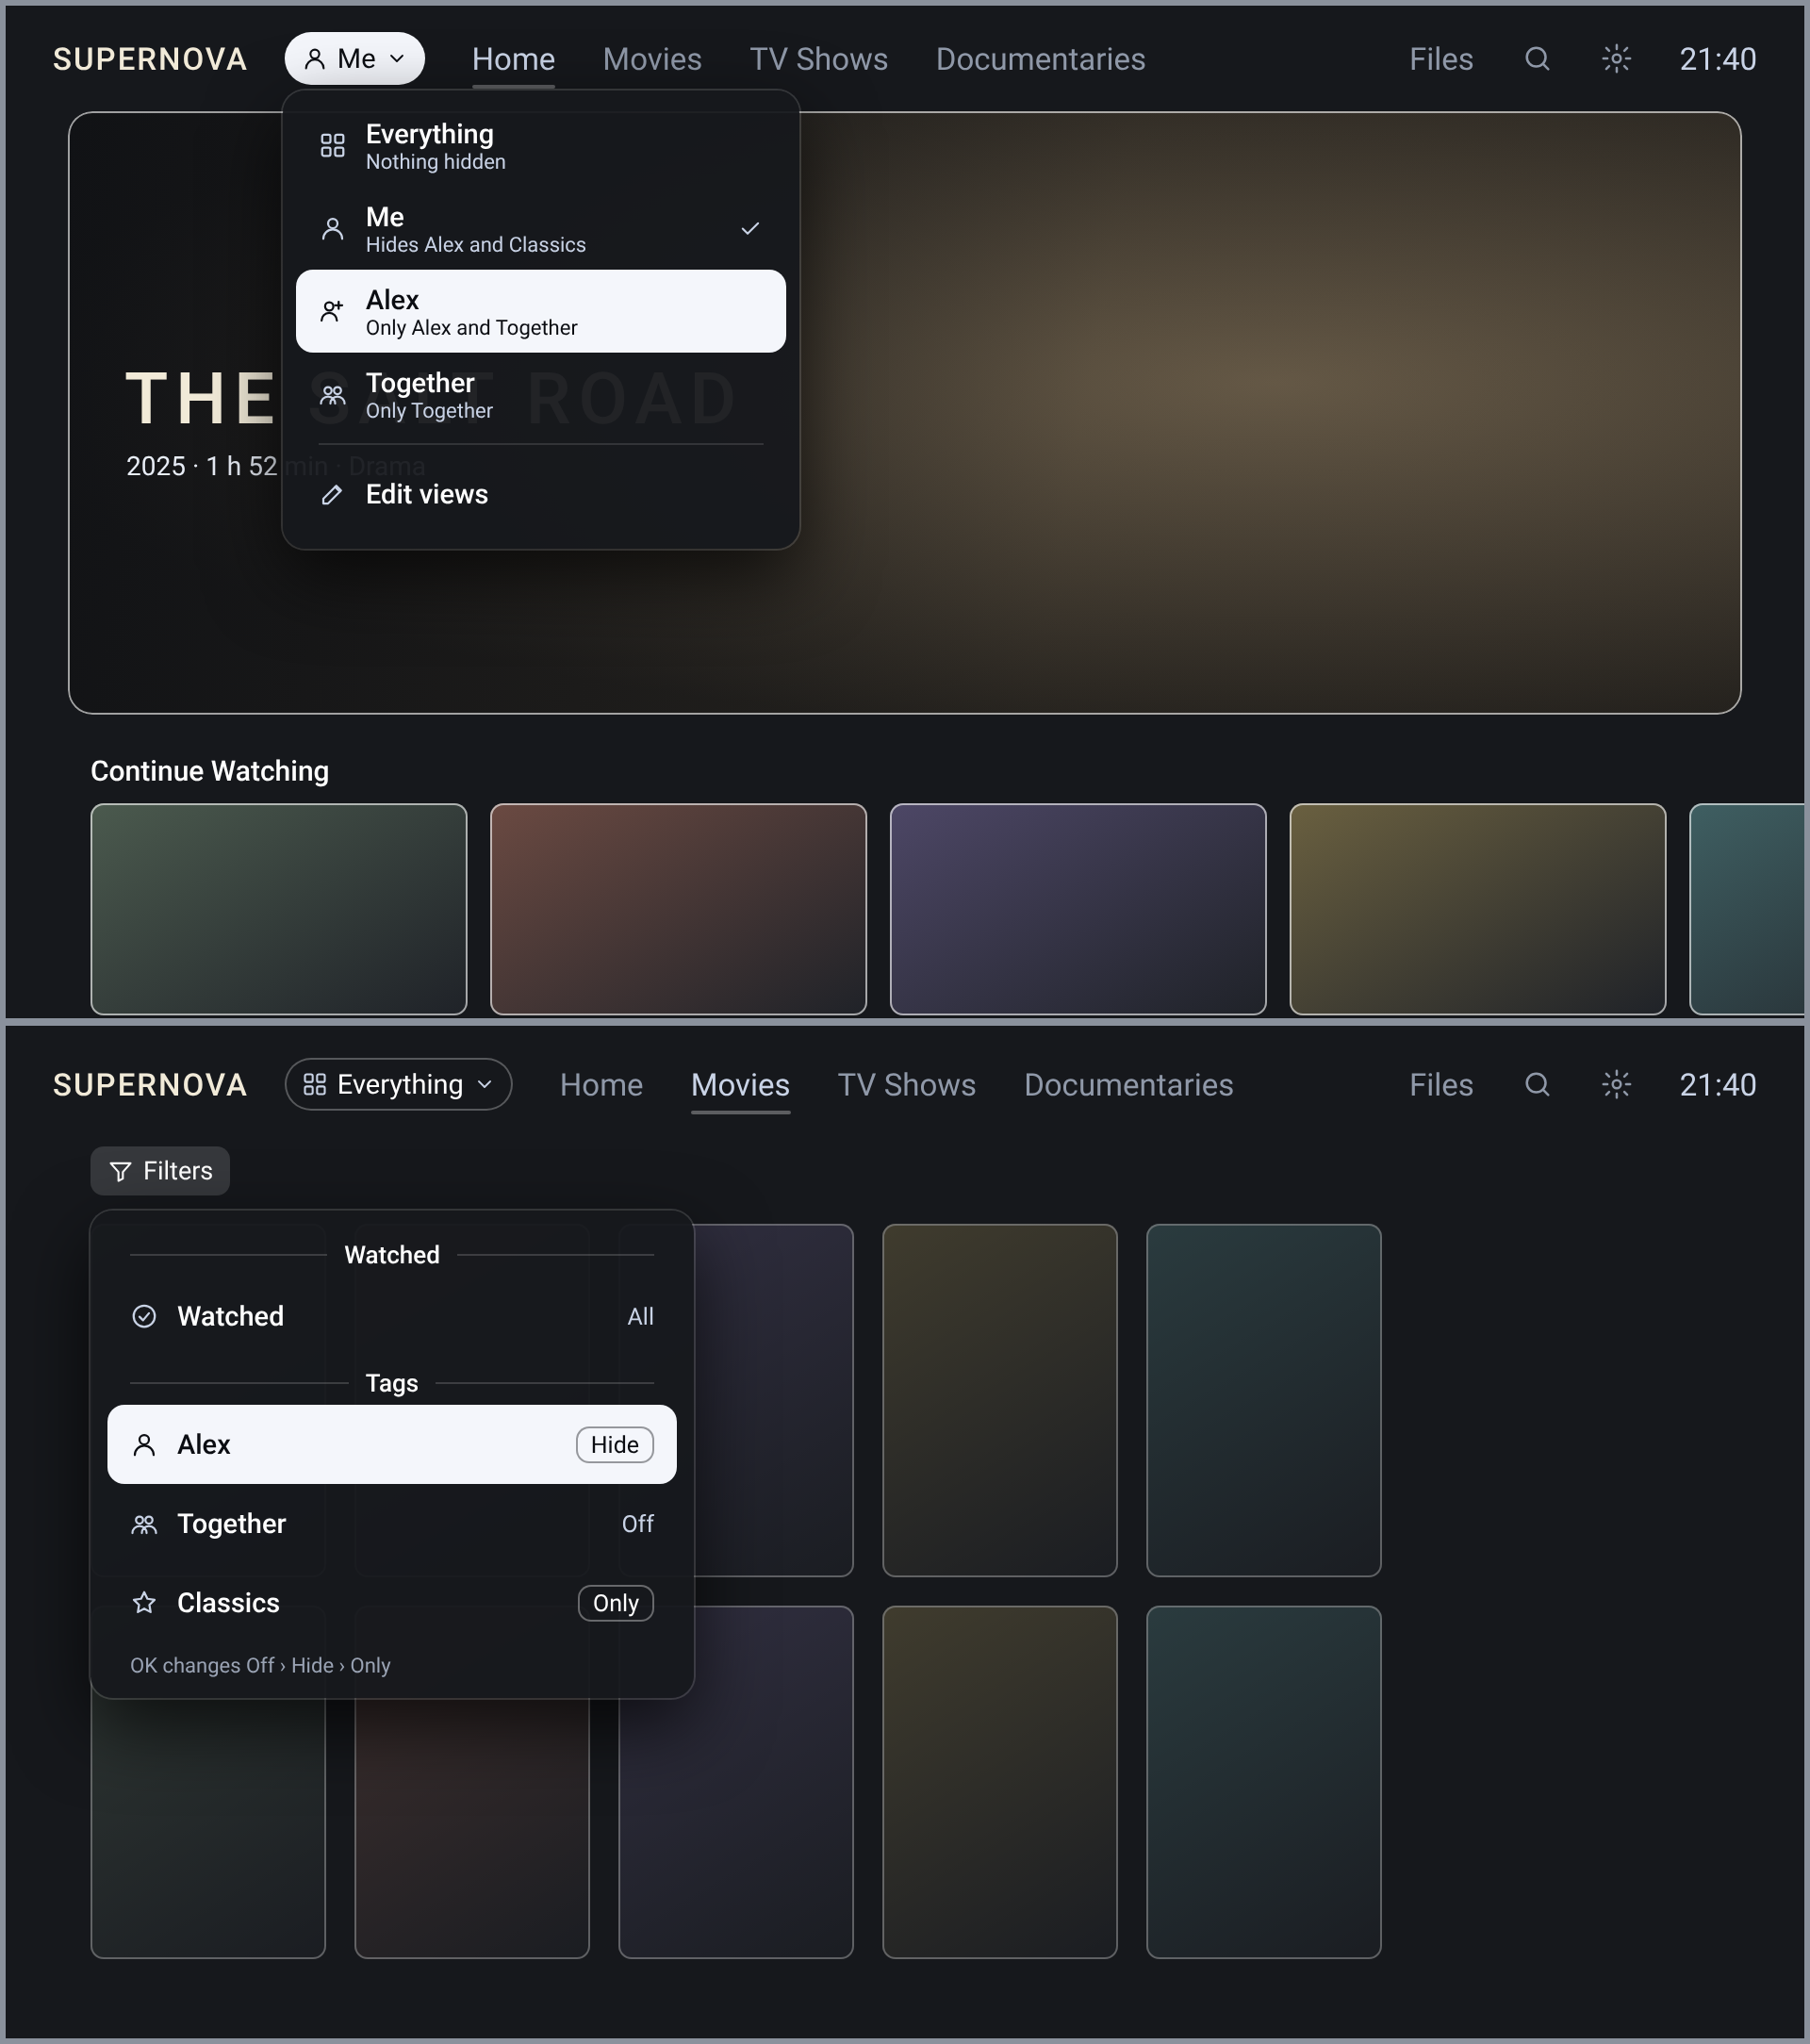 SUPERNOVA Me Home Movies TV Shows Documentaries Files 21:40
Everything
Nothing hidden
Me
Hides Alex and Classics
Alex
Only Alex and Together
THE SALT ROAD
Together
Only Together
2025 · 1 h 52 min · Drama
Edit views
Continue Watching
SUPERNOVA Everything Home Movies TV Shows Documentaries Files 21:40
Filters
Watched
Watched All
Tags
Alex Hide
Together Off
Classics Only
OK changes Off › Hide › Only